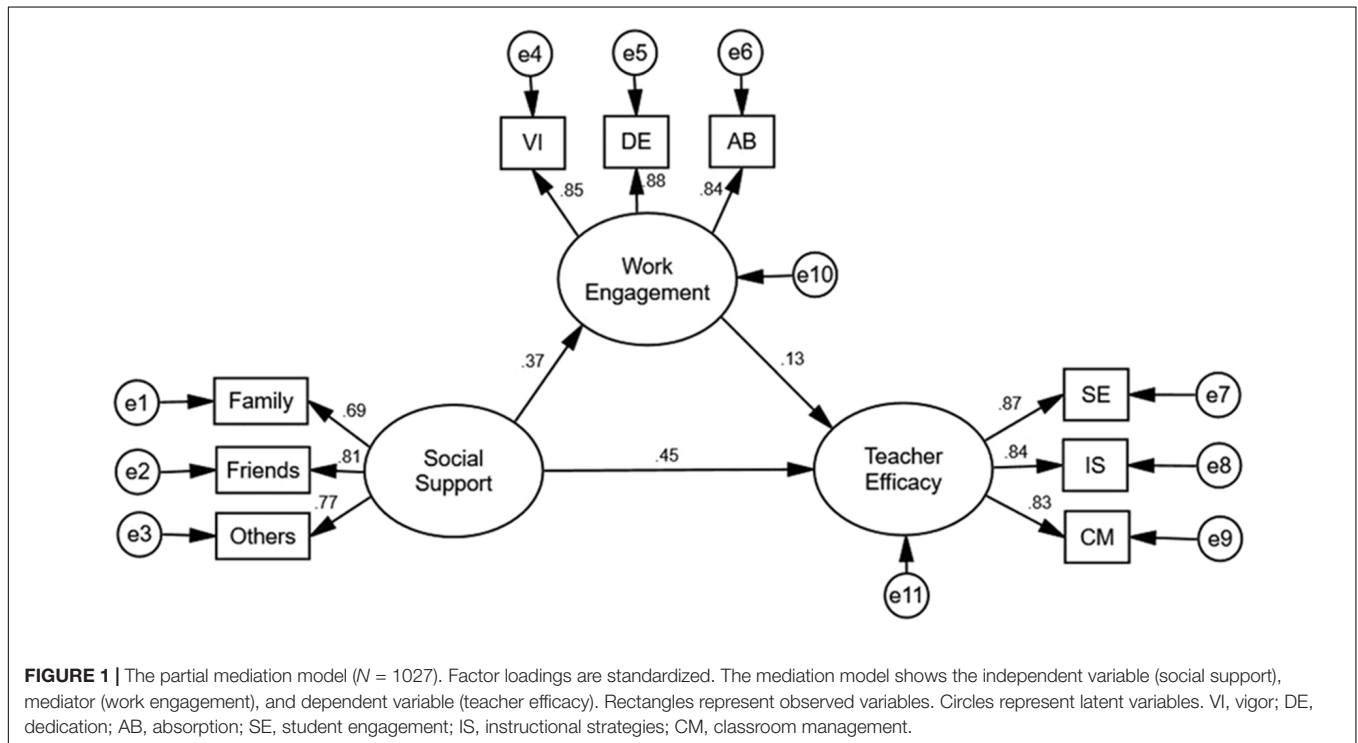 e4 e5 e6
VI DE AB
.85 .88 .84
Work
Engagement
e10
.37 .13
e1 Family .69
.87 SE e7
e2 Friends .81
Social
Support
.45
Teacher
Efficacy
.84 IS e8
e3 Others .77
.83 CM e9
e11
FIGURE 1 | The partial mediation model (N = 1027). Factor loadings are standardized. The mediation model shows the independent variable (social support),
mediator (work engagement), and dependent variable (teacher efficacy). Rectangles represent observed variables. Circles represent latent variables. VI, vigor; DE,
dedication; AB, absorption; SE, student engagement; IS, instructional strategies; CM, classroom management.